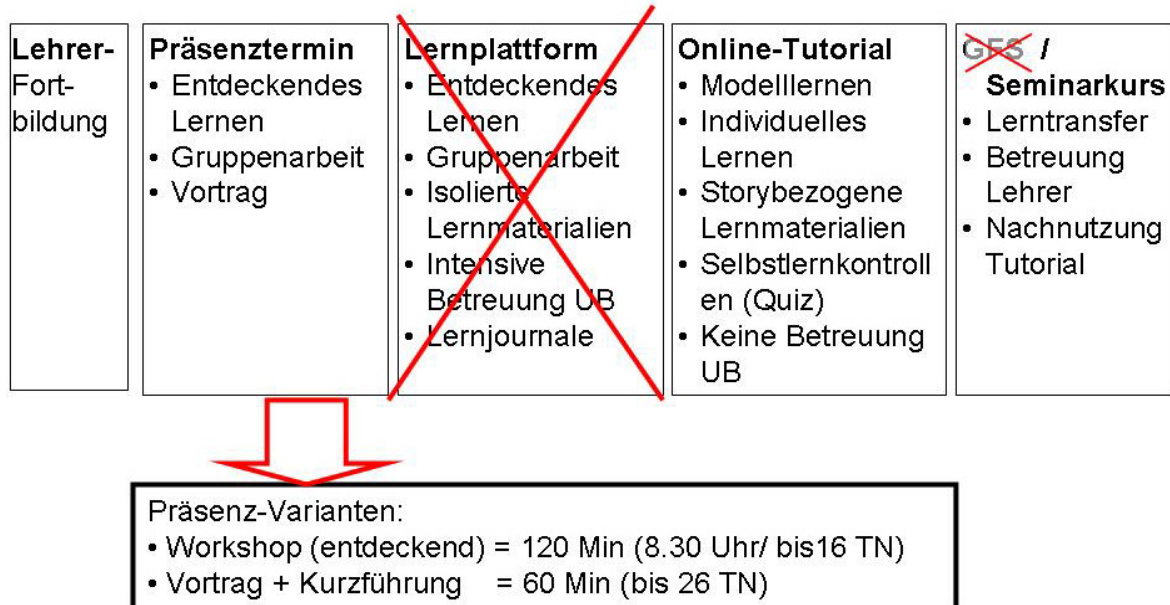 Lehrer-
Fort-
bildung
Präsenztermin
• Entdeckendes
Lernen
• Gruppenarbeit
• Vortrag
Lernplattform
• Entdeckendes
Lernen
• Gruppenarbeit
• Isolierte
Lernmaterialien
• Intensive
Betreuung UB
• Lernjournale
Online-Tutorial
• Modelllernen
• Individuelles
Lernen
• Storybezogene
Lernmaterialien
• Selbstlernkontroll
en (Quiz)
• Keine Betreuung
UB
GFS /
Seminarkurs
• Lerntransfer
• Betreuung
Lehrer
• Nachnutzung
Tutorial
Präsenz-Varianten:
• Workshop (entdeckend) = 120 Min (8.30 Uhr/ bis16 TN)
• Vortrag + Kurzführung = 60 Min (bis 26 TN)